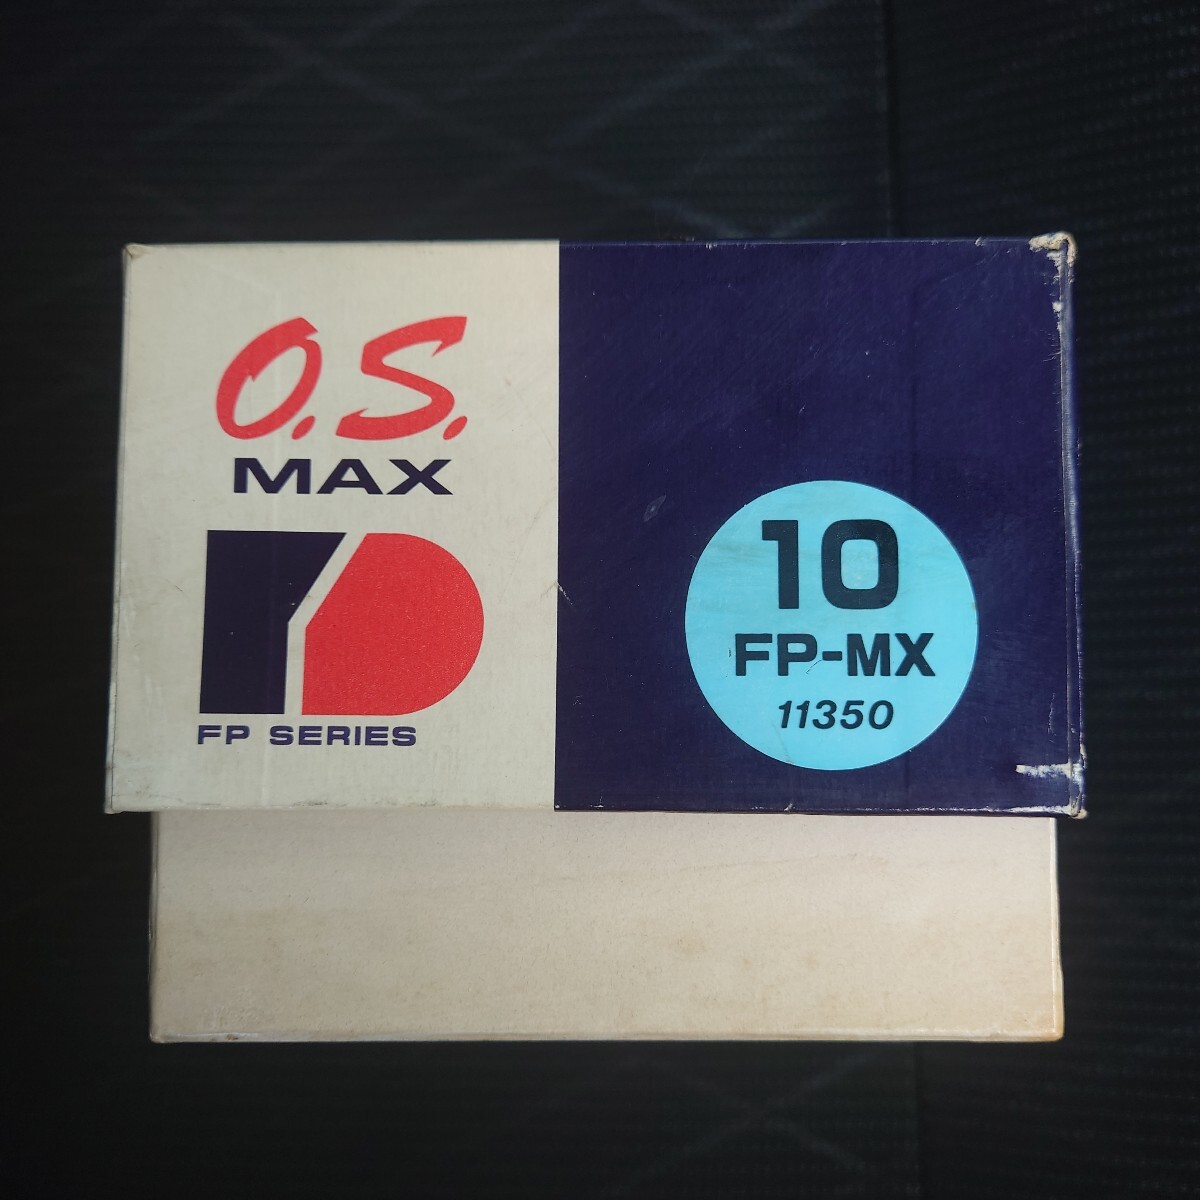 O.S.
MAX
FP SERIES
10
FP-MX
11350